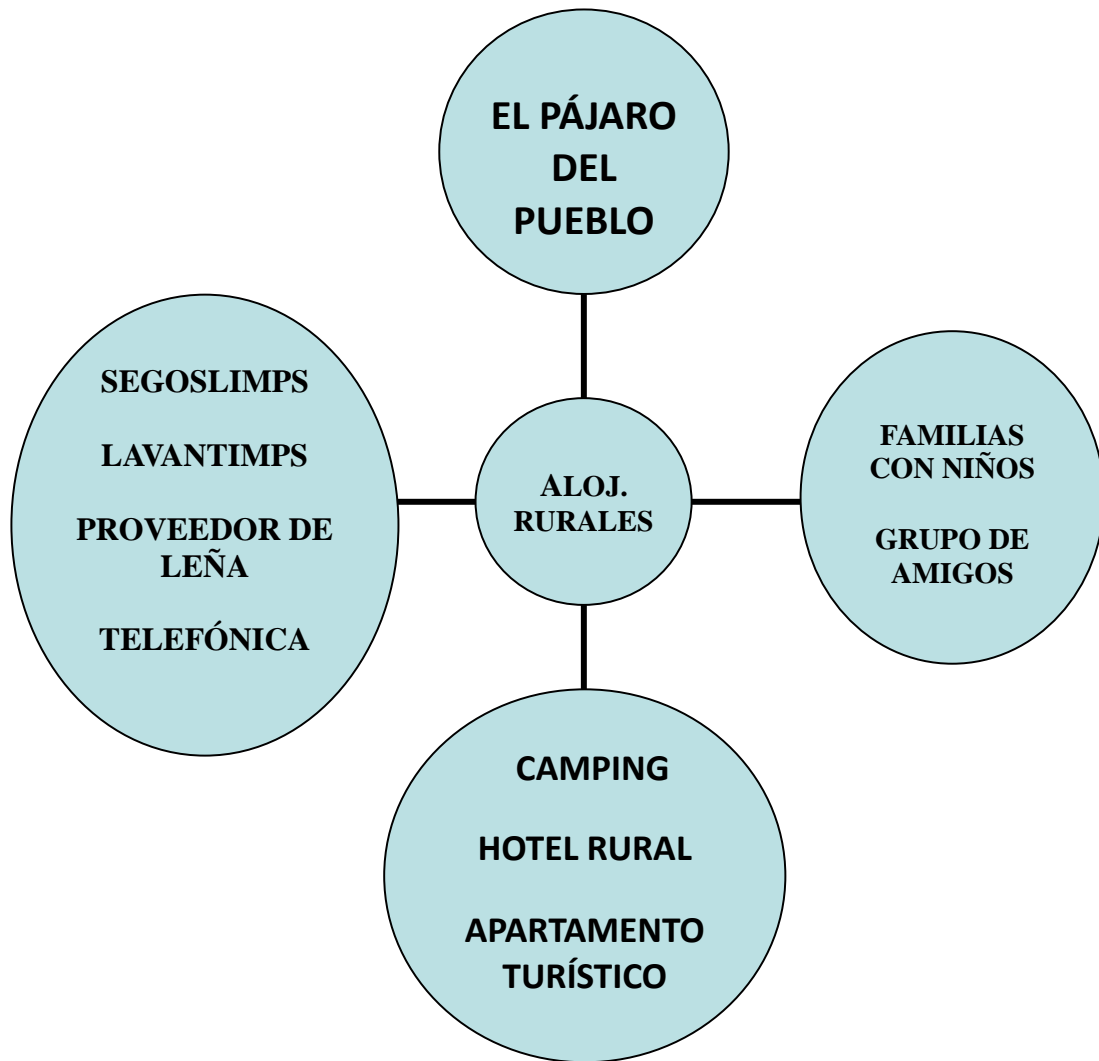 EL PÁJARO
DEL
PUEBLO
SEGOSLIMPS
LAVANTIMPS
PROVEEDOR DE
LEÑA
TELEFÓNICA
ALOJ.
RURALES
FAMILIAS
CON NIÑOS
GRUPO DE
AMIGOS
CAMPING
HOTEL RURAL
APARTAMENTO
TURÍSTICO